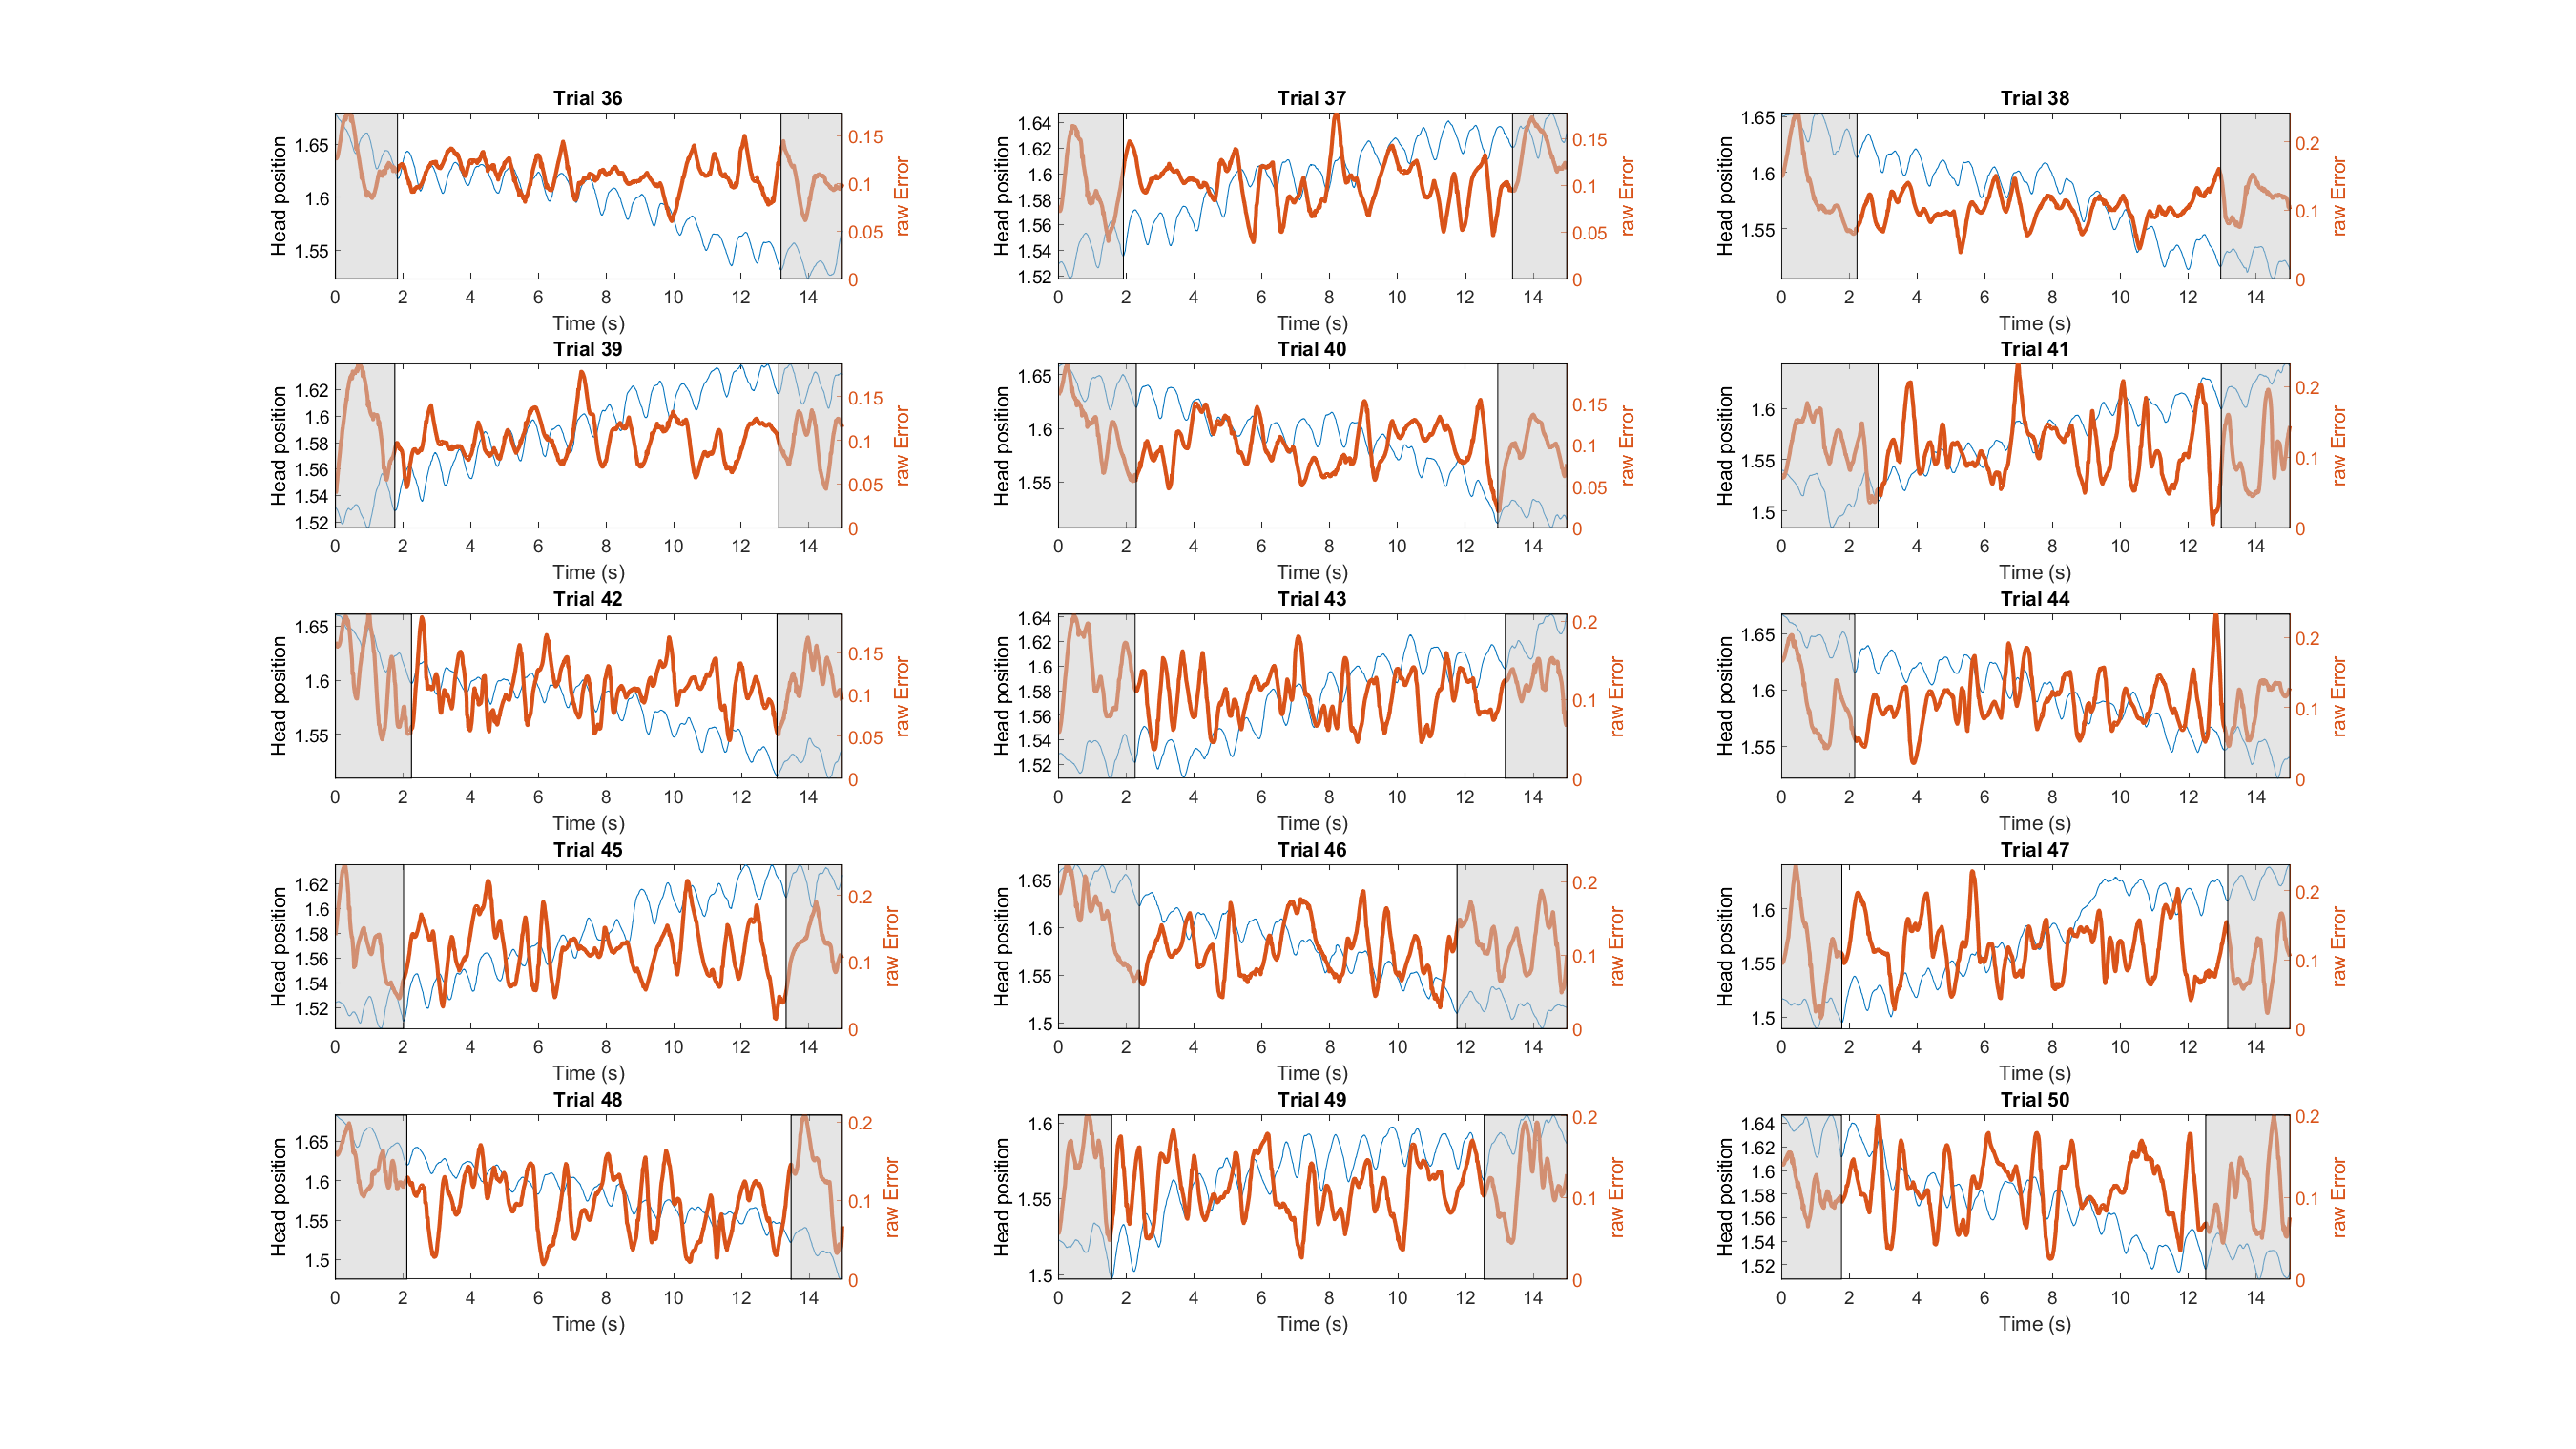 Trial 36
Head position
1.65
1.6
1.55
0.15
0.1
0.05
0
raw Error
0 2 4 6 8 10 12 14
Time (s)
Trial 37
Head position
1.64
1.62
1.6
1.58
1.56
1.54
1.52
0.15
0.1
0.05
0
raw Error
0 2 4 6 8 10 12 14
Time (s)
Trial 38
Head position
1.65
1.6
1.55
0.2
0.1
0
raw Error
0 2 4 6 8 10 12 14
Time (s)
Trial 39
Head position
1.62
1.6
1.58
1.56
1.54
1.52
0.15
0.1
0.05
0
raw Error
0 2 4 6 8 10 12 14
Time (s)
Trial 40
Head position
1.65
1.6
1.55
0.15
0.1
0.05
0
raw Error
0 2 4 6 8 10 12 14
Time (s)
Trial 41
Head position
1.6
1.55
1.5
0.2
0.1
0
raw Error
0 2 4 6 8 10 12 14
Time (s)
Trial 42
Head position
1.65
1.6
1.55
0.15
0.1
0.05
0
raw Error
0 2 4 6 8 10 12 14
Time (s)
Trial 43
Head position
1.64
1.62
1.6
1.58
1.56
1.54
1.52
0.2
0.1
0
raw Error
0 2 4 6 8 10 12 14
Time (s)
Trial 44
Head position
1.65
1.6
1.55
0.2
0.1
0
raw Error
0 2 4 6 8 10 12 14
Time (s)
Trial 45
Head position
1.62
1.6
1.58
1.56
1.54
1.52
0.2
0.1
0
raw Error
0 2 4 6 8 10 12 14
Time (s)
Trial 46
Head position
1.65
1.6
1.55
1.5
0.2
0.1
0
raw Error
0 2 4 6 8 10 12 14
Time (s)
Trial 47
Head position
1.6
1.55
1.5
0.2
0.1
0
raw Error
0 2 4 6 8 10 12 14
Time (s)
Trial 48
Head position
1.65
1.6
1.55
1.5
0.2
0.1
0
raw Error
0 2 4 6 8 10 12 14
Time (s)
Trial 49
Head position
1.6
1.55
1.5
0.2
0.1
0
raw Error
0 2 4 6 8 10 12 14
Time (s)
Trial 50
Head position
1.64
1.62
1.6
1.58
1.56
1.54
1.52
0.2
0.1
0
raw Error
0 2 4 6 8 10 12 14
Time (s)